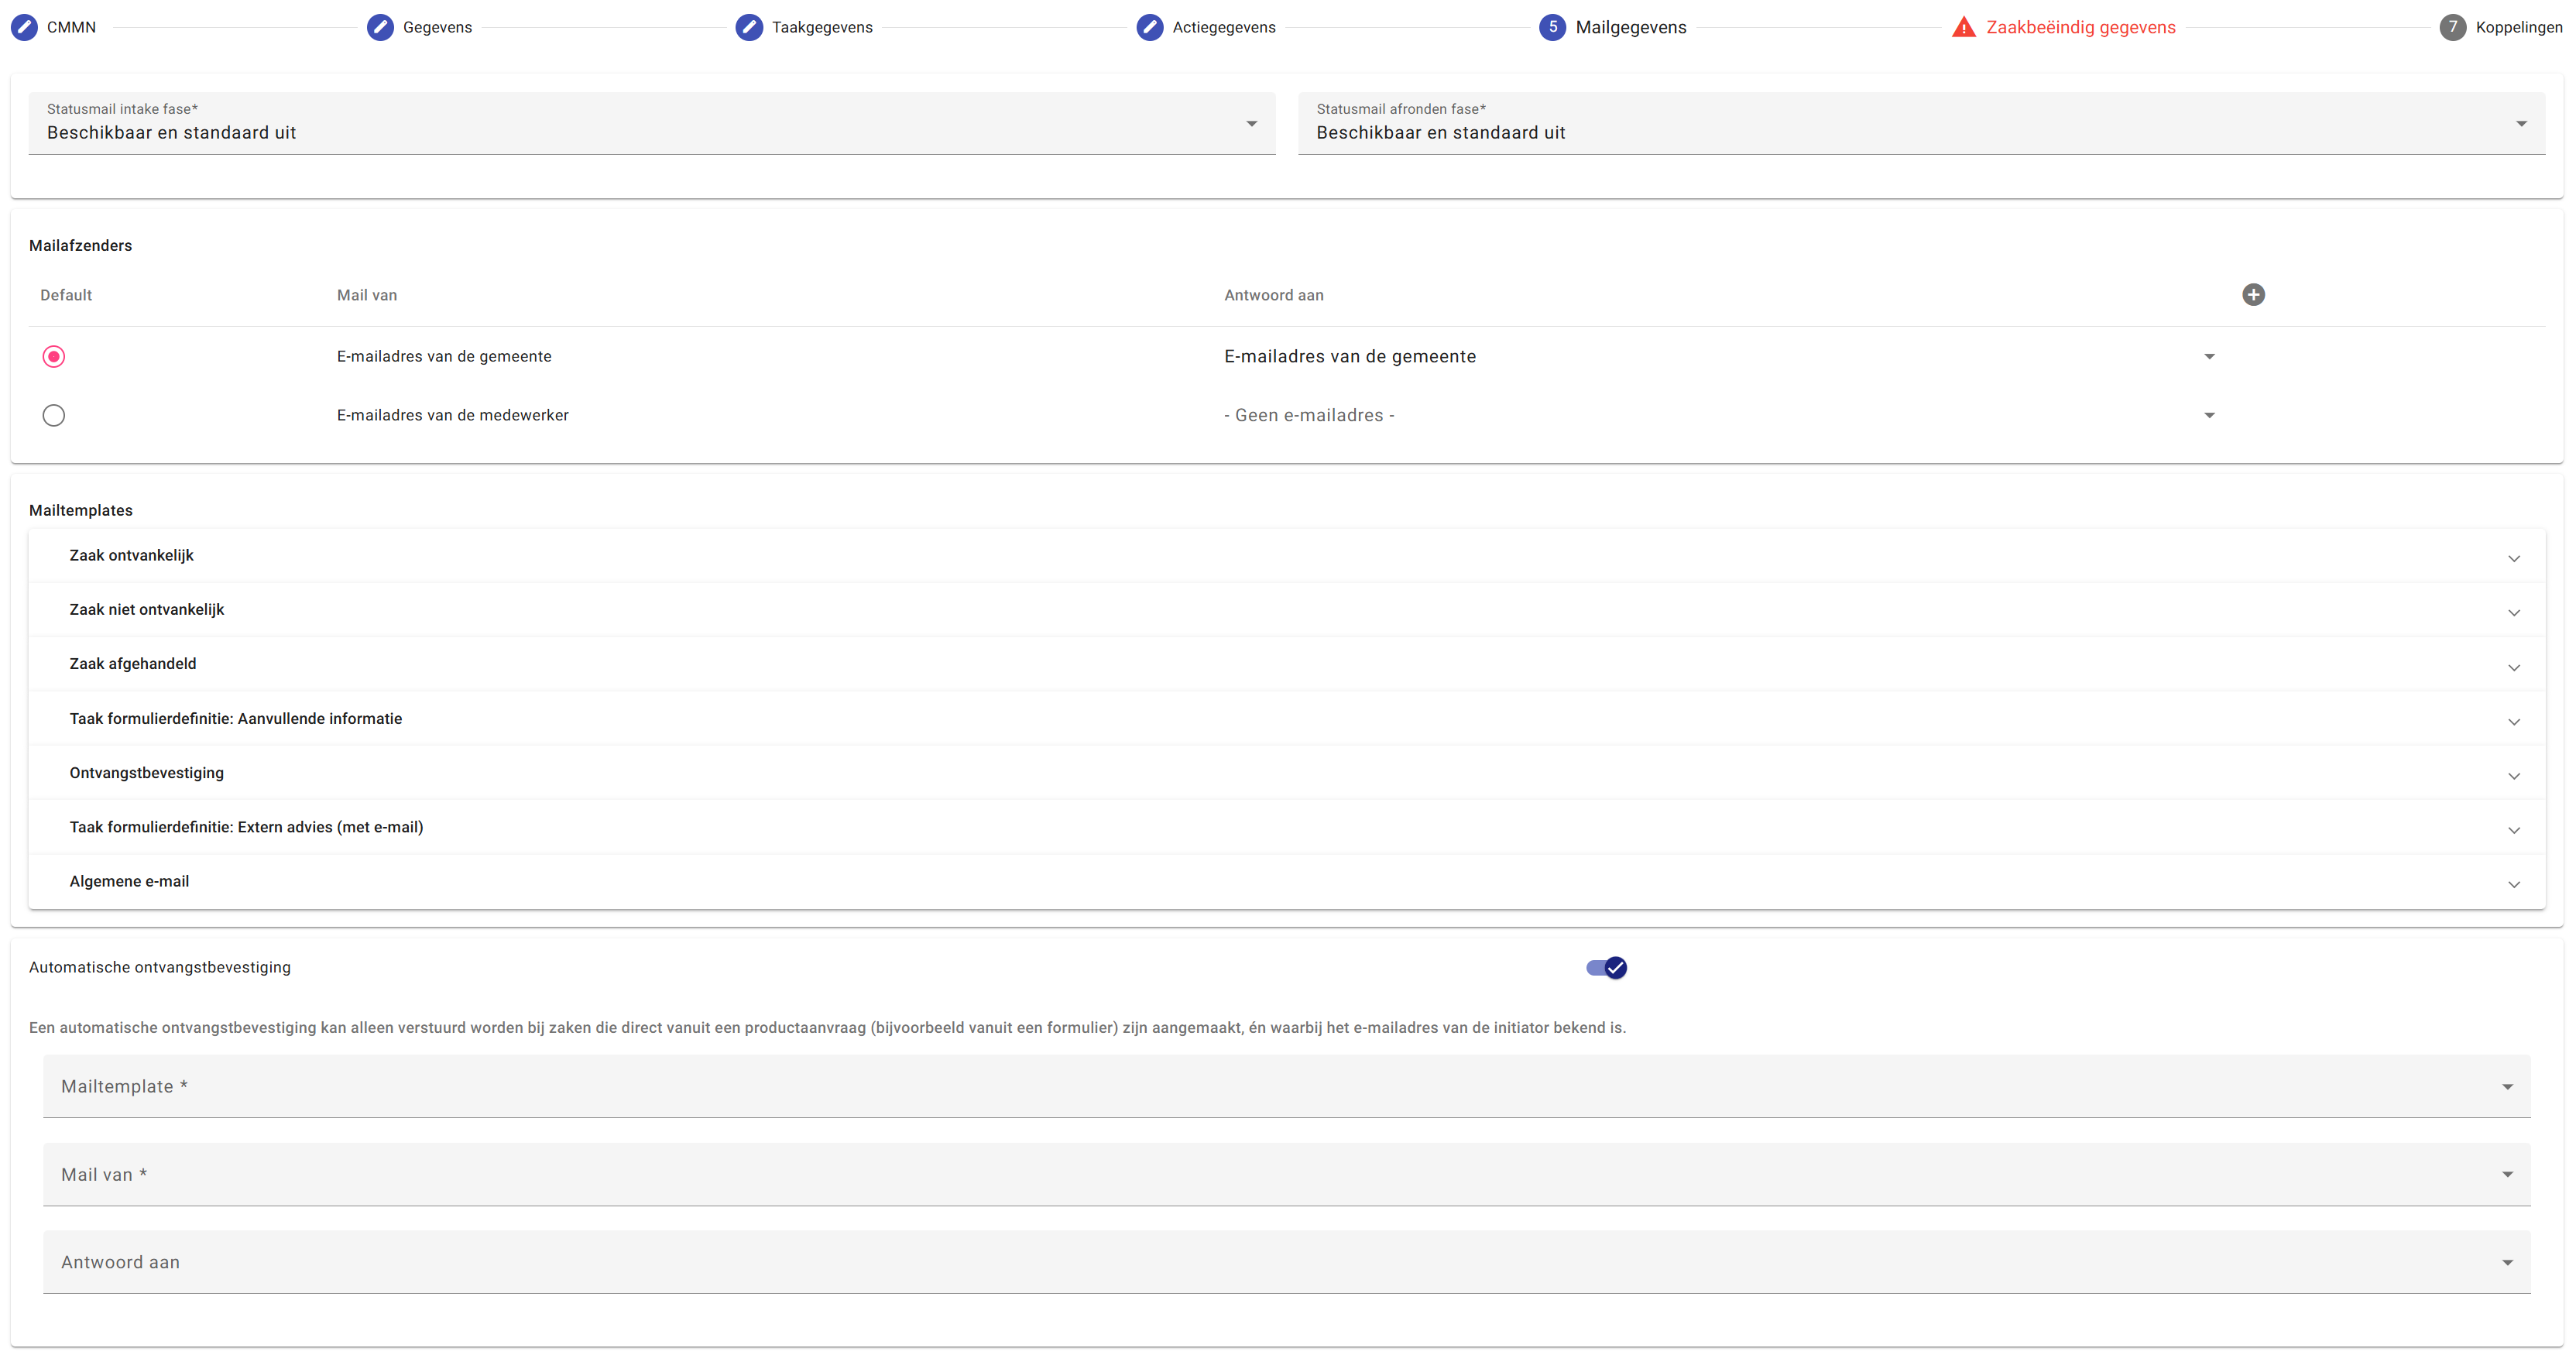 CMMN
Gegevens
Taakgegevens
Actiegegevens
5 Mailgegevens
Zaakbeëindig gegevens
7 Koppelingen
Statusmail intake fase*
Beschikbaar en standaard uit
Statusmail afronden fase*
Beschikbaar en standaard uit
Mailafzenders
Default Mail van Antwoord aan
E-mailadres van de gemeente E-mailadres van de gemeente
E-mailadres van de medewerker - Geen e-mailadres -
Mailtemplates
Zaak ontvankelijk
Zaak niet ontvankelijk
Zaak afgehandeld
Taak formulierdefinitie: Aanvullende informatie
Ontvangstbevestiging
Taak formulierdefinitie: Extern advies (met e-mail)
Algemene e-mail
Automatische ontvangstbevestiging
Een automatische ontvangstbevestiging kan alleen verstuurd worden bij zaken die direct vanuit een productaanvraag (bijvoorbeeld vanuit een formulier) zijn aangemaakt, én waarbij het e-mailadres van de initiator bekend is.
Mailtemplate *
Mail van *
Antwoord aan